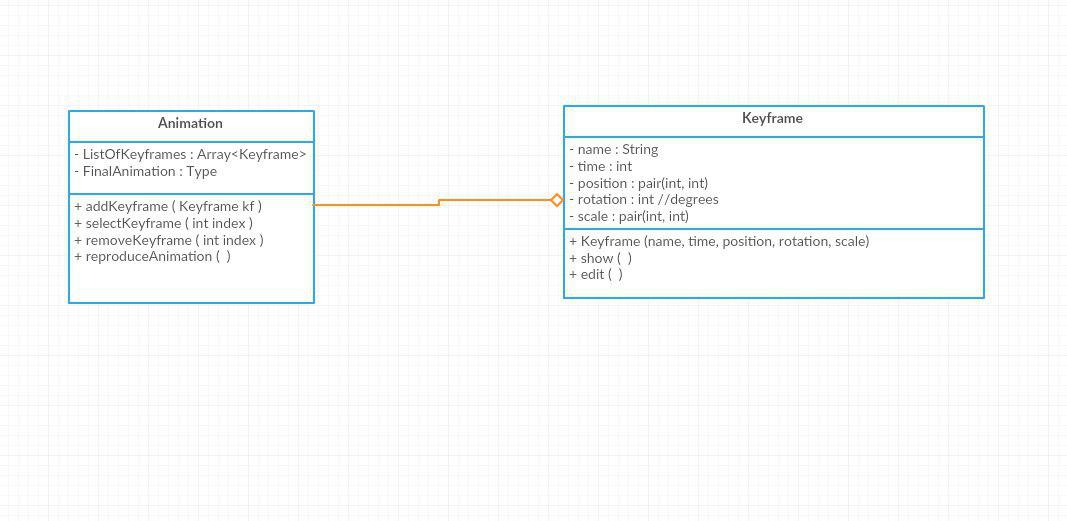 Animation
- ListOfKeyframes : Array<Keyframe>
- FinalAnimation : Type
+ addKeyframe ( Keyframe kf )
+ selectKeyframe ( int index )
+ removeKeyframe ( int index )
+ reproduceAnimation (  )
Keyframe
- name : String
- time : int
- position : pair(int, int)
- rotation : int //degrees
- scale : pair(int, int)
+ Keyframe (name, time, position, rotation, scale)
+ show (  )
+ edit (  )